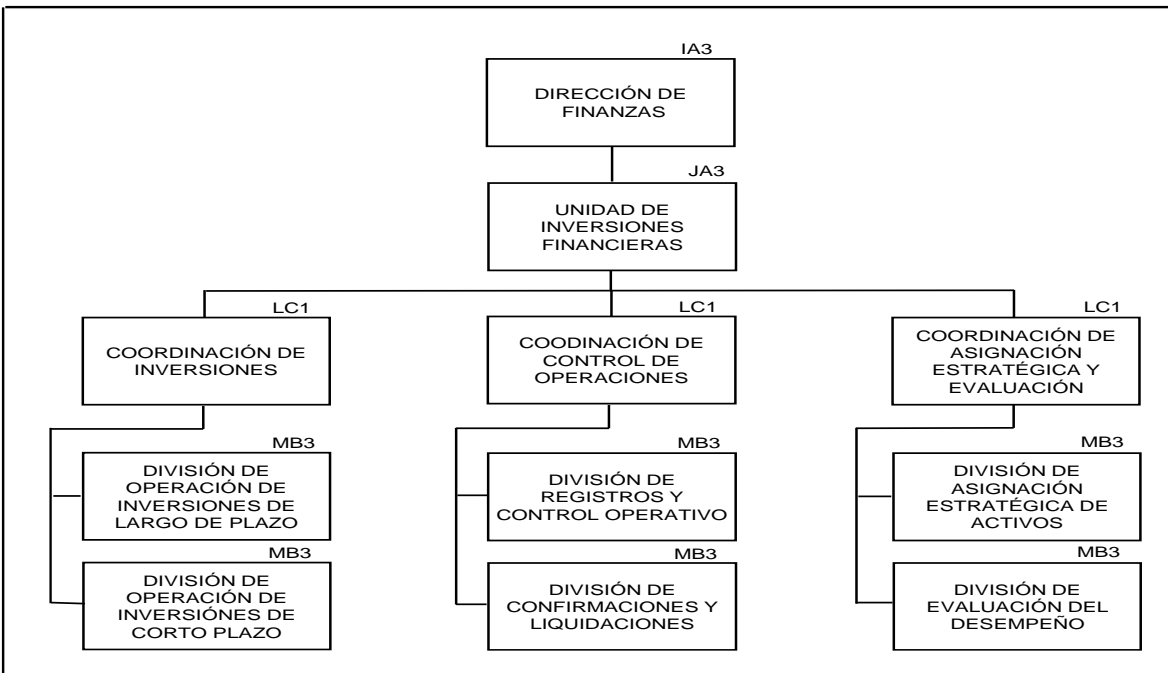 IA3
DIRECCIÓN DE
FINANZAS
JA3
UNIDAD DE
INVERSIONES
FINANCIERAS
LC1
COORDINACIÓN DE
INVERSIONES
LC1
COODINACIÓN DE
CONTROL DE
OPERACIONES
LC1
COORDINACIÓN DE
ASIGNACIÓN
ESTRATÉGICA Y
EVALUACIÓN
MB3
DIVISIÓN DE
OPERACIÓN DE
INVERSIONES DE
LARGO DE PLAZO
MB3
DIVISIÓN DE
REGISTROS Y
CONTROL OPERATIVO
MB3
DIVISIÓN DE
ASIGNACIÓN
ESTRATÉGICA DE
ACTIVOS
MB3
DIVISIÓN DE
OPERACIÓN DE
INVERSIÓNES DE
CORTO PLAZO
MB3
DIVISIÓN DE
CONFIRMACIONES Y
LIQUIDACIONES
MB3
DIVISIÓN DE
EVALUACIÓN DEL
DESEMPEÑO